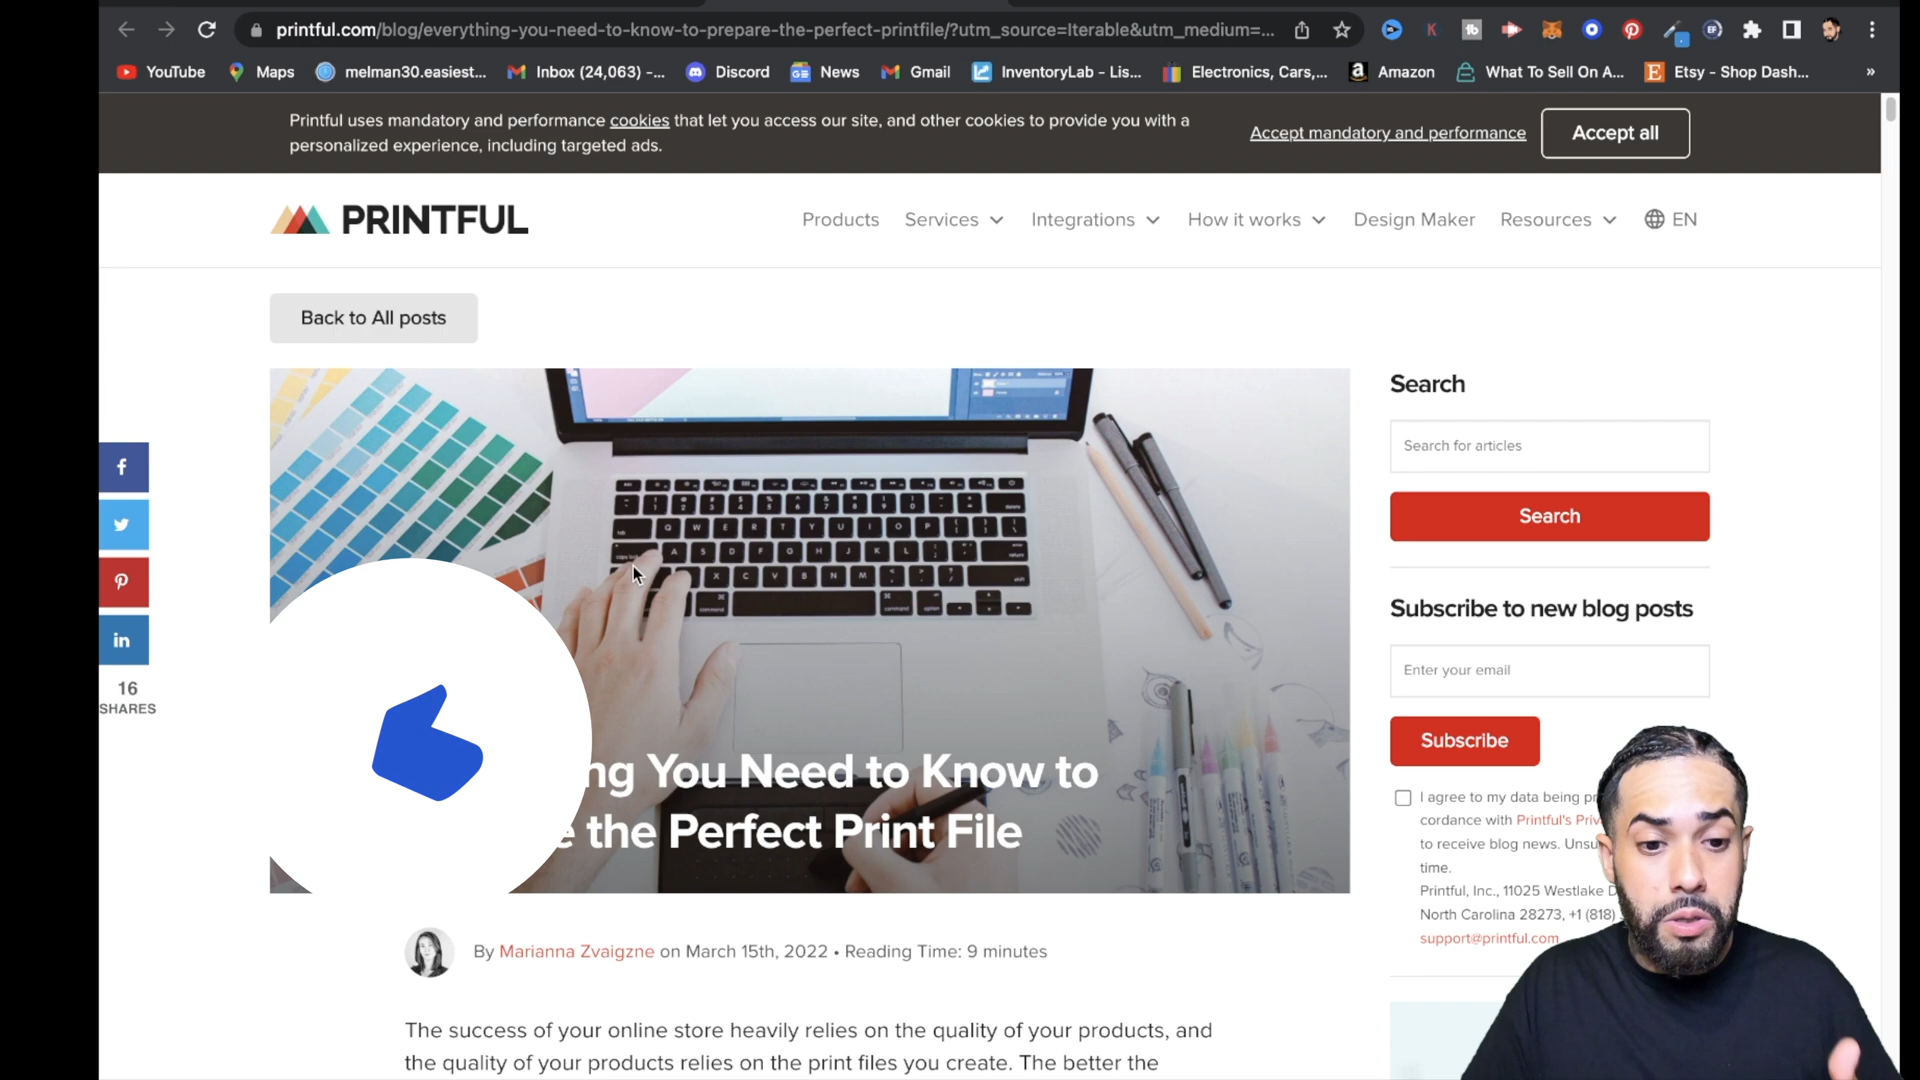 printful.com/blog/everything-you-need-to-know-to-prepare-the-perfect-printfile/?utm_source=Iterable&utm_medium=...
YouTube
Maps
melman30.easiest...
Inbox (24,063) -...
Discord
News
Gmail
InventoryLab - Lis...
Electronics, Cars,...
Amazon
What To Sell On A...
Etsy - Shop Dash...
»
Printful uses mandatory and performance cookies that let you access our site, and other cookies to provide you with a
personalized experience, including targeted ads.
Accept mandatory and performance
Accept all
PRINTFUL
Products
Services
Integrations
How it works
Design Maker
Resources
EN
Back to All posts
Search
Search for articles
Search
Subscribe to new blog posts
Enter your email
Subscribe
I agree to my data being
cordance with Printful's
to receive blog news.
time.
Printful, Inc., 11025 Westlake
North Carolina 28273, +1 (818)
support@printful.com
16
SHARES
You Need to Know to
the Perfect Print File
By Marianna Zvaigzne on March 15th, 2022 • Reading Time: 9 minutes
The success of your online store heavily relies on the quality of your products, and
the quality of your products relies on the print files you create. The better the